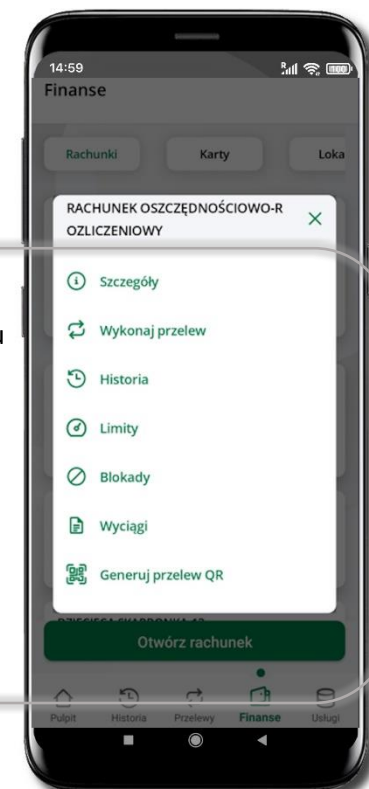 14:59
Finanse
Rachunki Karty Loka
RACHUNEK OSZCZĘDNOŚCIOWO-R
OZLICZENIOWY
Szczegóły
Wykonaj przelew
Historia
Limity
Blokady
Wyciągi
Generuj przelew QR
Otwórz rachunek
Pulpit Historia Przelewy Finanse Usługi